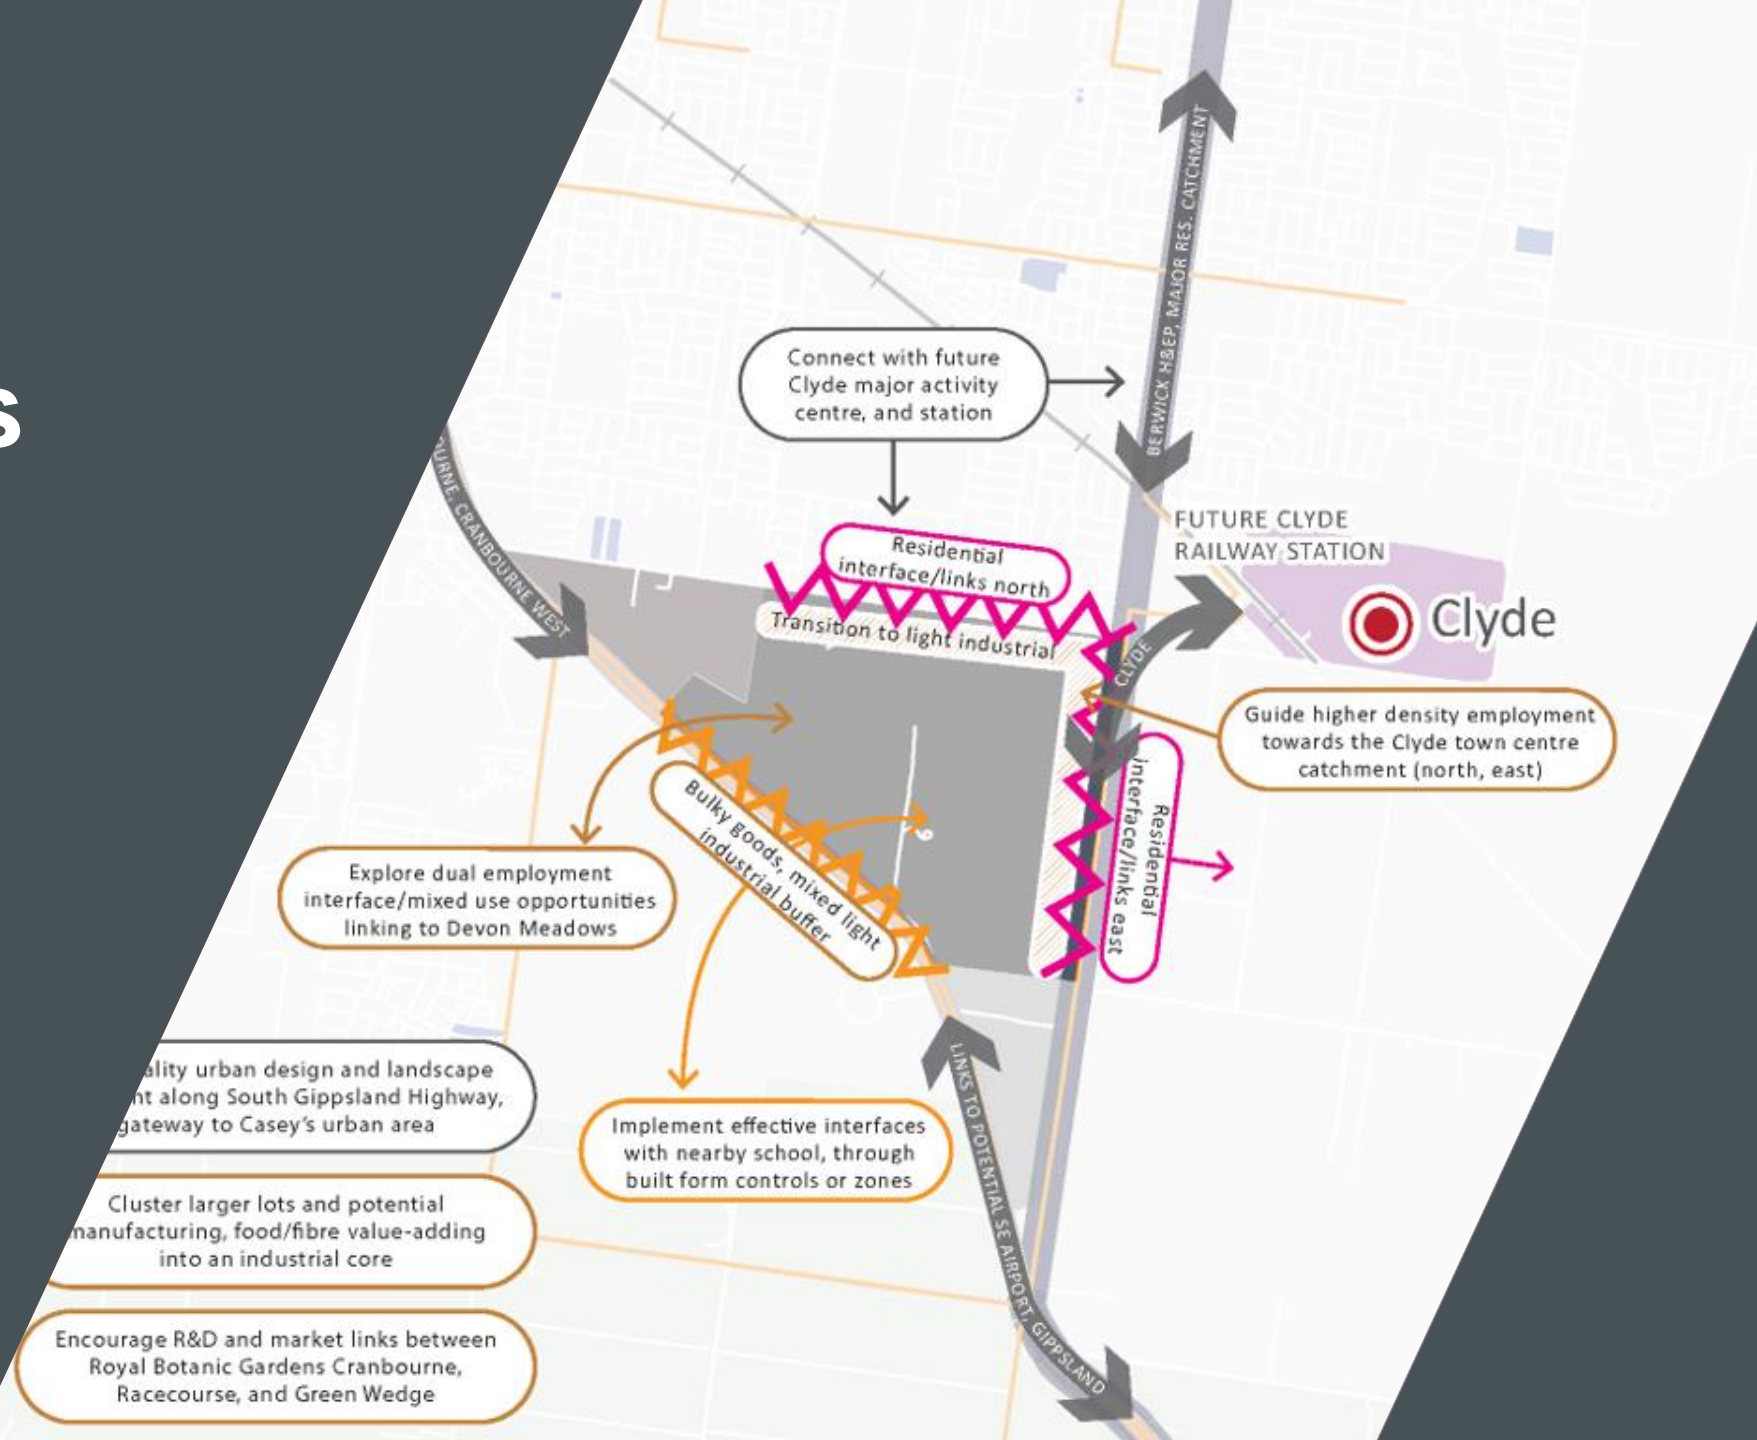 s
BERWICK H&EP, MAJOR RES. CATCHMENT
Connect with future
Clyde major activity
centre, and station
CRANBOURNE WEST
FUTURE CLYDE
RAILWAY STATION
Clyde
Residential
interface/links north
Transition to light industrial
CLYDE
Guide higher density employment
towards the Clyde town centre
catchment (north, east)
Residential
interface/links east
Bulky goods, mixed light
industrial buffer
Explore dual employment
interface/mixed use opportunities
linking to Devon Meadows
ality urban design and landscape
nt along South Gippsland Highway,
gateway to Casey's urban area
Implement effective interfaces
with nearby school, through
built form controls or zones
LINKS TO POTENTIAL SE AIRPORT, GIPPSLAND
Cluster larger lots and potential
manufacturing, food/fibre value-adding
into an industrial core
Encourage R&D and market links between
Royal Botanic Gardens Cranbourne,
Racecourse, and Green Wedge